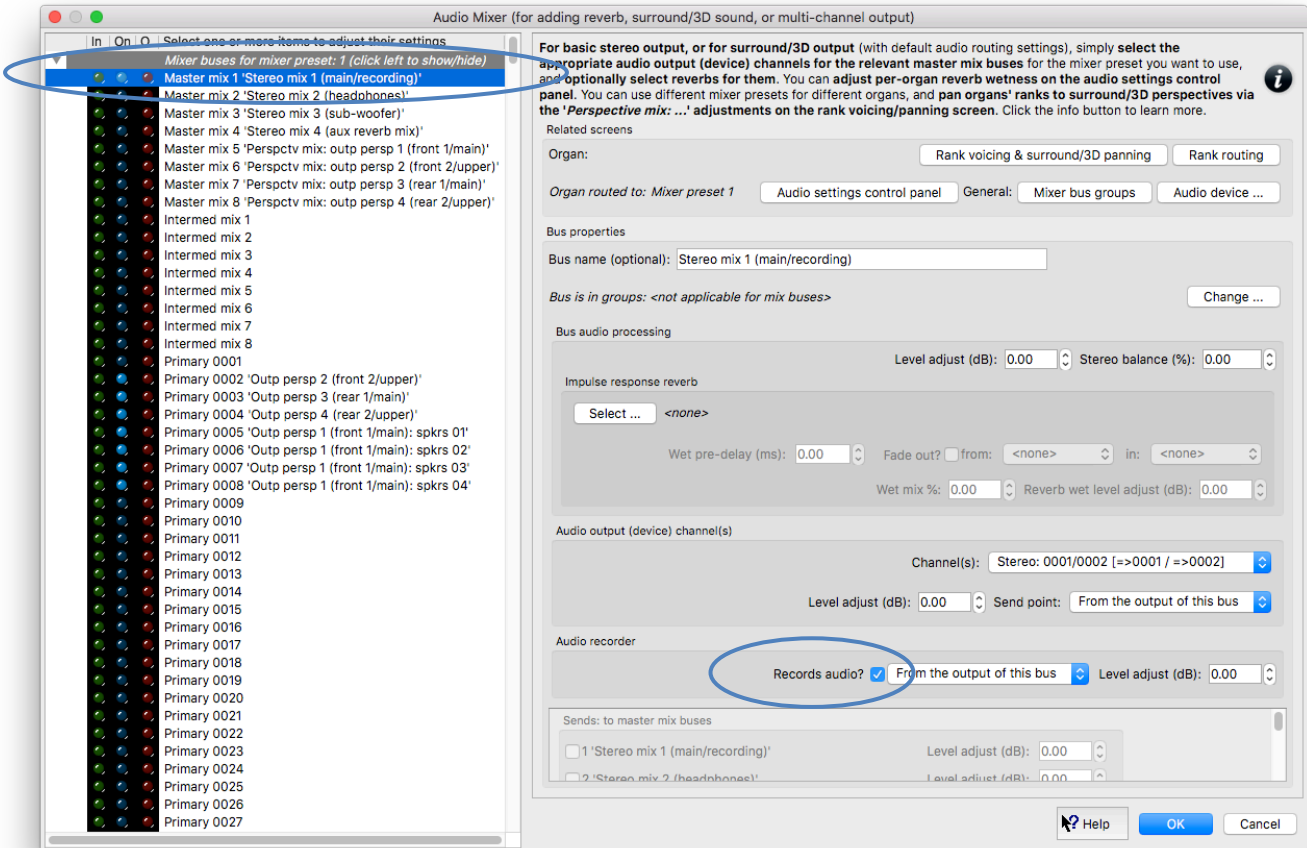 Audio Mixer (for adding reverb, surround/3D sound, or multi-channel output)
In On O Select one or more items to adjust their settings
Mixer buses for mixer preset: 1 (click left to show/hide)
Master mix 1 'Stereo mix 1 (main/recording)'
Master mix 2 'Stereo mix 2 (headphones)'
Master mix 3 'Stereo mix 3 (sub-woofer)'
Master mix 4 'Stereo mix 4 (aux reverb mix)'
Master mix 5 'Perspctv mix: outp persp 1 (front 1/main)'
Master mix 6 'Perspctv mix: outp persp 2 (front 2/upper)'
Master mix 7 'Perspctv mix: outp persp 3 (rear 1/main)'
Master mix 8 'Perspctv mix: outp persp 4 (rear 2/upper)'
Intermed mix 1
Intermed mix 2
Intermed mix 3
Intermed mix 4
Intermed mix 5
Intermed mix 6
Intermed mix 7
Intermed mix 8
Primary 0001
Primary 0002 'Outp persp 2 (front 2/upper)'
Primary 0003 'Outp persp 3 (rear 1/main)'
Primary 0004 'Outp persp 4 (rear 2/upper)'
Primary 0005 'Outp persp 1 (front 1/main): spkrs 01'
Primary 0006 'Outp persp 1 (front 1/main): spkrs 02'
Primary 0007 'Outp persp 1 (front 1/main): spkrs 03'
Primary 0008 'Outp persp 1 (front 1/main): spkrs 04'
Primary 0009
Primary 0010
Primary 0011
Primary 0012
Primary 0013
Primary 0014
Primary 0015
Primary 0016
Primary 0017
Primary 0018
Primary 0019
Primary 0020
Primary 0021
Primary 0022
Primary 0023
Primary 0024
Primary 0025
Primary 0026
Primary 0027
For basic stereo output, or for surround/3D output (with default audio routing settings), simply select the
appropriate audio output (device) channels for the relevant master mix buses for the mixer preset you want to use,
and optionally select reverbs for them. You can adjust per-organ reverb wetness on the audio settings control
panel. You can use different mixer presets for different organs, and pan organs' ranks to surround/3D perspectives via
the 'Perspective mix: ...' adjustments on the rank voicing/panning screen. Click the info button to learn more.
Related screens
Organ: Rank voicing & surround/3D panning Rank routing
Organ routed to: Mixer preset 1 Audio settings control panel General: Mixer bus groups Audio device ...
Bus properties
Bus name (optional): Stereo mix 1 (main/recording)
Bus is in groups: <not applicable for mix buses> Change ...
Bus audio processing
Level adjust (dB): 0.00 Stereo balance (%): 0.00
Impulse response reverb
Select ... <none>
Wet pre-delay (ms): 0.00 Fade out? from: <none> in: <none>
Wet mix %: 0.00 Reverb wet level adjust (dB): 0.00
Audio output (device) channel(s)
Channel(s): Stereo: 0001/0002 [=>0001 / =>0002]
Level adjust (dB): 0.00 Send point: From the output of this bus
Audio recorder
Records audio? From the output of this bus Level adjust (dB): 0.00
Sends: to master mix buses
1 'Stereo mix 1 (main/recording)' Level adjust (dB): 0.00
2 'Stereo mix 2 (headphones)' Level adjust (dB): 0.00
Help OK Cancel